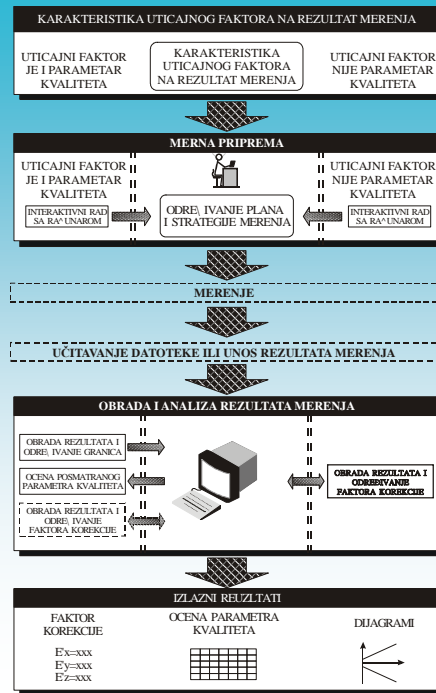 KARAKTERISTIKA UTICAJNOG FAKTORA NA REZULTAT MERENJA
UTICAJNI FAKTOR
JE I PARAMETAR
KVALITETA
KARAKTERISTIKA
UTICAJNOG FAKTORA
NA REZULTAT MERENJA
UTICAJNI FAKTOR
NIJE PARAMETAR
KVALITETA
MERNA PRIPREMA
UTICAJNI FAKTOR
JE I PARAMETAR
KVALITETA
INTERAKTIVNI RAD
SA RA^UNAROM
ODRE\ IVANJE PLANA
I STRATEGIJE MERENJA
UTICAJNI FAKTOR
NIJE PARAMETAR
KVALITETA
INTERAKTIVNI RAD
SA RA^UNAROM
MERENJE
UČITAVANJE DATOTEKE ILI UNOS REZULTATA MERENJA
OBRADA I ANALIZA REZULTATA MERENJA
OBRADA REZULTATA I
ODRE\ IVANJE GRANICA
OCENA POSMATRANOG
PARAMETRA KVALITETA
OBRADA REZULTATA I
ODRE\ IVANJE
FAKTORA KOREKCIJE
OBRADA REZULTATA I
ODREĐIVANJE
FAKTORA KOREKCIJE
IZLAZNI REUZLTATI
FAKTOR
KOREKCIJE
E'x=xxx
E'y=xxx
E'z=xxx
OCENA PARAMETRA
KVALITETA
DIJAGRAMI